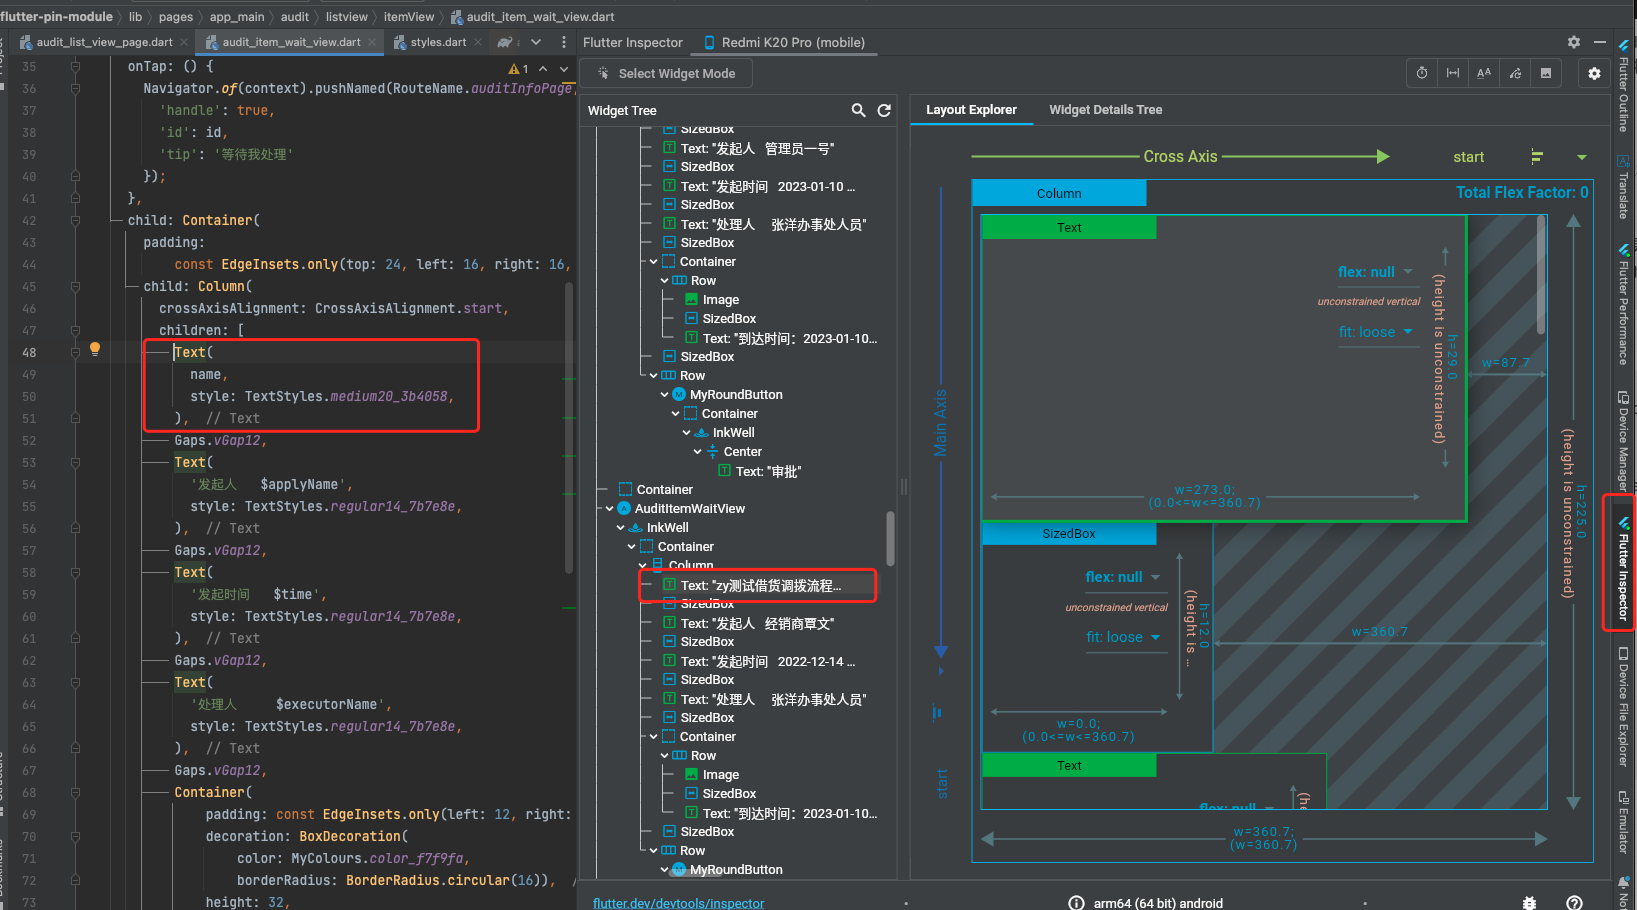 flutter-pin-module › lib › pages › app_main › audit › listview › itemView › audit_item_wait_view.dart
audit_list_view_page.dart
audit_item_wait_view.dart
styles.dart
Flutter Inspector
Redmi K20 Pro (mobile)
35 onTap: () {
1
36 Navigator.of(context).pushNamed(RouteName.auditInfoPage,
37 'handle': true,
38 'id': id,
39 'tip': '等待我处理'
40 });
41 },
42 child: Container(
43 padding:
44 const EdgeInsets.only(top: 24, left: 16, right: 16,
45 child: Column(
46 crossAxisAlignment: CrossAxisAlignment.start,
47 children: [
48 Text(
49 name,
50 style: TextStyles.medium20_3b4058,
51 ), // Text
52 Gaps.vGap12,
53 Text(
54 '发起人 $applyName',
55 style: TextStyles.regular14_7b7e8e,
56 ), // Text
57 Gaps.vGap12,
58 Text(
59 '发起时间 $time',
60 style: TextStyles.regular14_7b7e8e,
61 ), // Text
62 Gaps.vGap12,
63 Text(
64 '处理人 $executorName',
65 style: TextStyles.regular14_7b7e8e,
66 ), // Text
67 Gaps.vGap12,
68 Container(
69 padding: const EdgeInsets.only(left: 12, right:
70 decoration: BoxDecoration(
71 color: MyColours.color_f7f9fa,
72 borderRadius: BorderRadius.circular(16)),
73 height: 32,
Select Widget Mode
Widget Tree
SizedBox
Text: "发起人 管理员一号"
SizedBox
Text: "发起时间 2023-01-10 ...
SizedBox
Text: "处理人 张洋办事处人员"
SizedBox
Container
Row
Image
SizedBox
Text: "到达时间：2023-01-10...
SizedBox
Row
MyRoundButton
Container
InkWell
Center
Text: "审批"
Container
AuditItemWaitView
InkWell
Container
Column
Text: "zy测试借货调拨流程...
SizedBox
Text: "发起人 经销商覃文"
SizedBox
Text: "发起时间 2022-12-14 ...
SizedBox
Text: "处理人 张洋办事处人员"
SizedBox
Container
Row
Image
SizedBox
Text: "到达时间：2023-01-10...
SizedBox
Row
MyRoundButton
Layout Explorer
Widget Details Tree
Cross Axis
start
Column
Total Flex Factor: 0
Text
flex: null
unconstrained vertical
fit: loose
h=29.0
(height is unconstrained)
w=87.7
w=273.0;
(0.0<=w<=360.7)
Main Axis
start
SizedBox
flex: null
unconstrained vertical
fit: loose
h=12.0
(height is ...
w=360.7
w=0.0;
(0.0<=w<=360.7)
Text
flex: null
(he
h=225.0
(height is unconstrained)
w=360.7;
(w=360.7)
flutter.dev/devtools/inspector
arm64 (64 bit) android
Flutter Outline
Translate
Flutter Performance
Device Manager
Flutter Inspector
Device File Explorer
Emulator